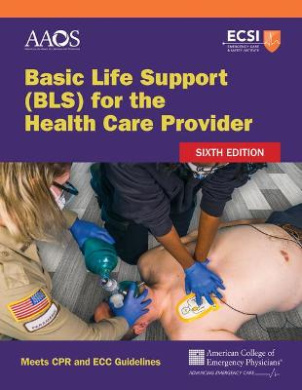 AAOS
ECSI
EMERGENCY CARE
& SAFETY INSTITUTE
Basic Life Support
(BLS) for the
Health Care Provider
SIXTH EDITION
PARAMEDIC
Meets CPR and ECC Guidelines
American College of
Emergency Physicians®
ADVANCING EMERGENCY CARE